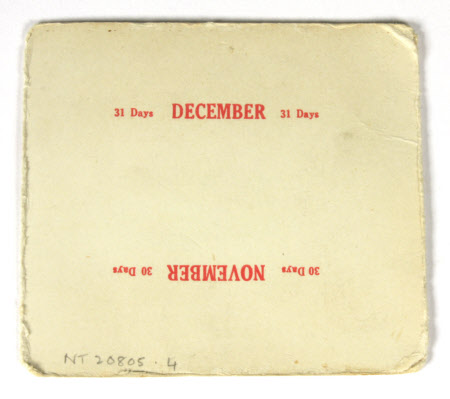 31 Days DECEMBER 31 Days
30 Days NOVEMBER 30 Days
NT 20805.4